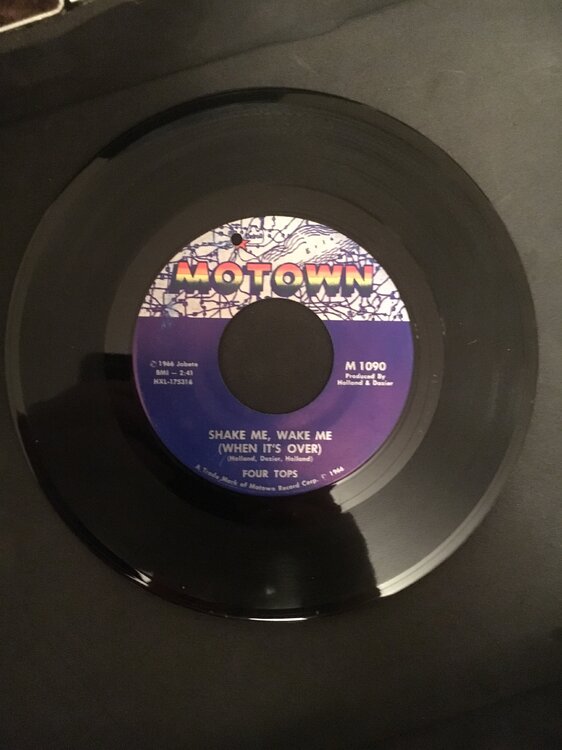 MOTOWN
© 1966 Jobete
BMI — 2:41
HXL-175316
M 1090
Produced By
Holland & Dozier
SHAKE ME, WAKE ME
(WHEN IT'S OVER)
(Holland, Dozier, Holland)
FOUR TOPS
A Trade Mark of Motown Record Corp. ℗ 1966